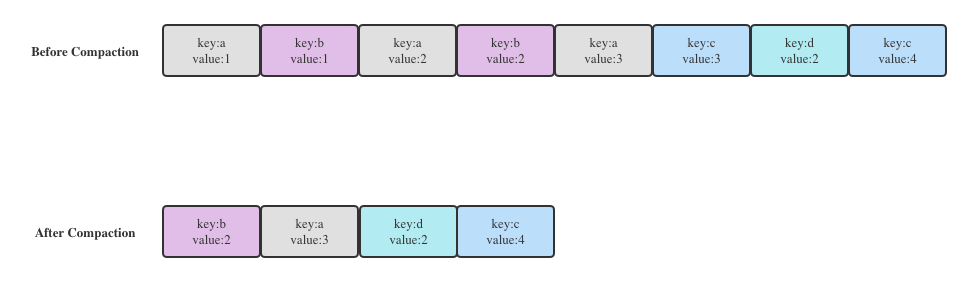 Before Compaction
key:a
value:1
key:b
value:1
key:a
value:2
key:b
value:2
key:a
value:3
key:c
value:3
key:d
value:2
key:c
value:4
After Compaction
key:b
value:2
key:a
value:3
key:d
value:2
key:c
value:4